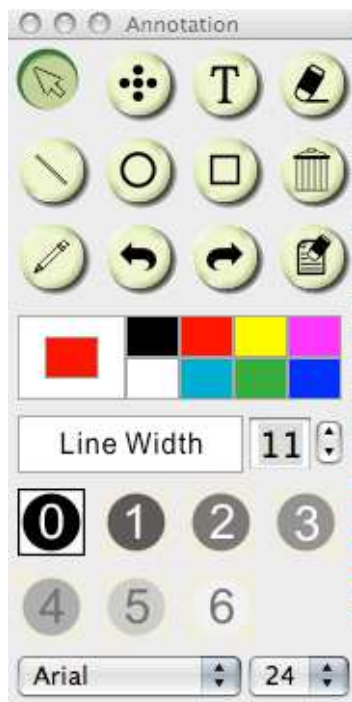 Annotation
T
Line Width 11
0 1 2 3
4 5 6
Arial 24